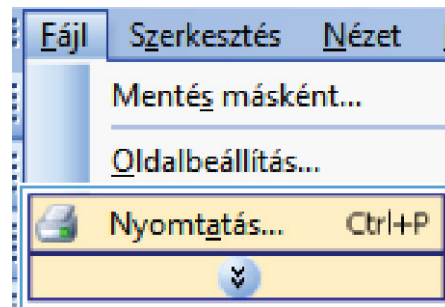 Fájl Szerkesztés Nézet
Mentés másként...
Oldalbeállítás...
Nyomtatás... Ctrl+P